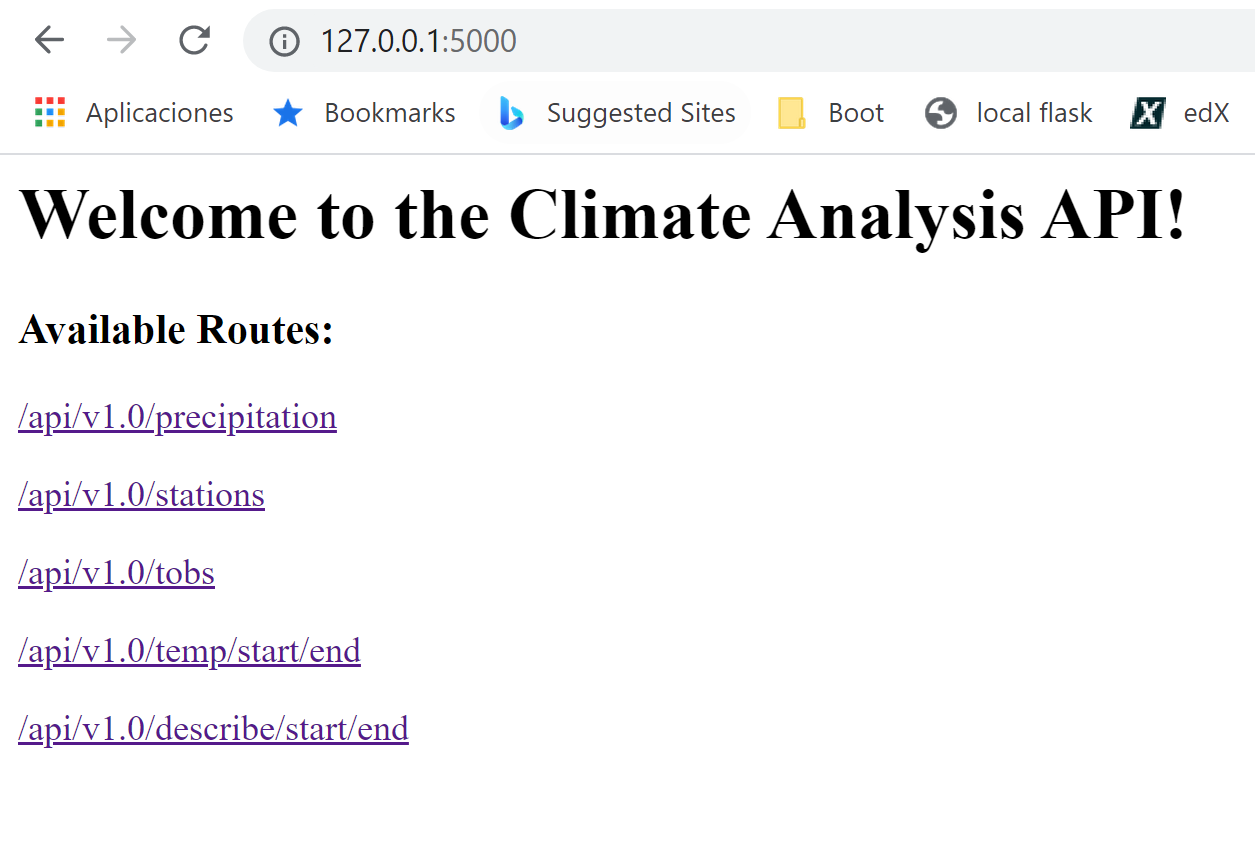 127.0.0.1:5000
Aplicaciones Bookmarks Suggested Sites Boot local flask edX
Welcome to the Climate Analysis API!
Available Routes:
/api/v1.0/precipitation
/api/v1.0/stations
/api/v1.0/tobs
/api/v1.0/temp/start/end
/api/v1.0/describe/start/end